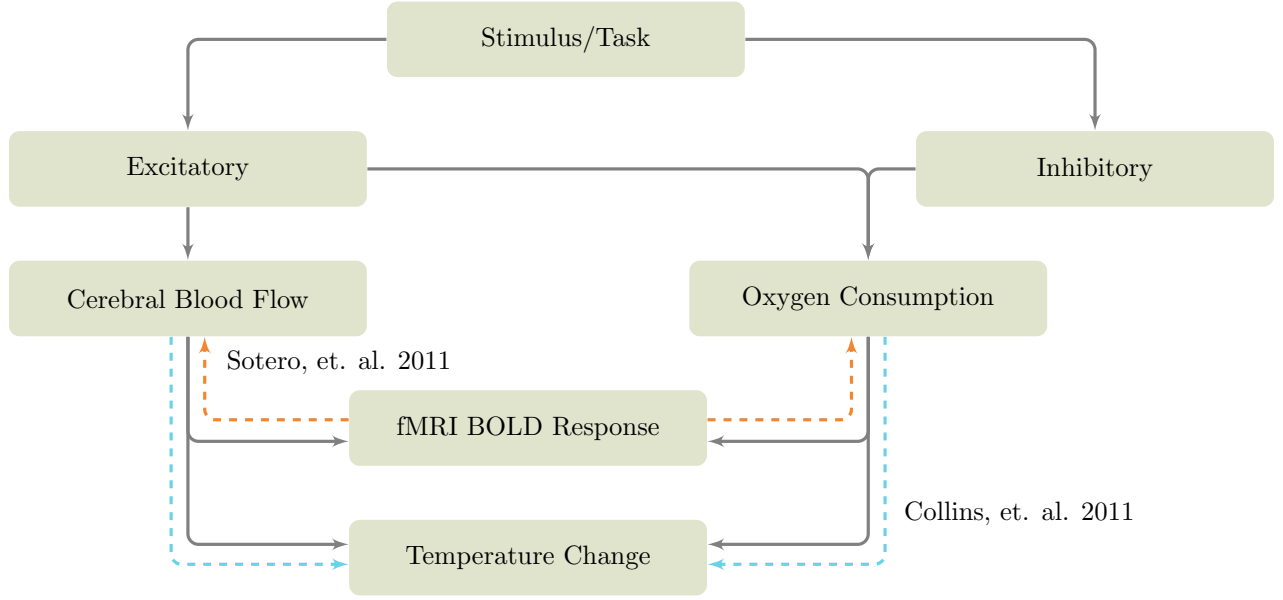 Stimulus/Task
Excitatory
Inhibitory
Cerebral Blood Flow
Oxygen Consumption
Sotero, et. al. 2011
fMRI BOLD Response
Collins, et. al. 2011
Temperature Change